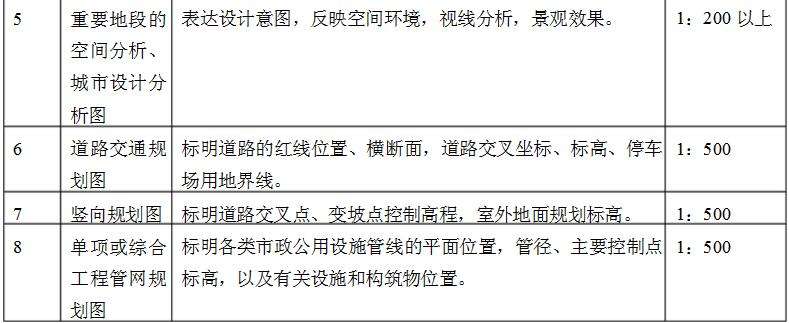 5
重要地段的
空间分析、
城市设计分
析图
表达设计意图，反映空间环境，视线分析，景观效果。
1：200 以上
6
道路交通规
划图
标明道路的红线位置、横断面，道路交叉坐标、标高、停车
场用地界线。
1：500
7
竖向规划图
标明道路交叉点、变坡点控制高程，室外地面规划标高。
1：500
8
单项或综合
工程管网规
划图
标明各类市政公用设施管线的平面位置，管径、主要控制点
标高，以及有关设施和构筑物位置。
1：500